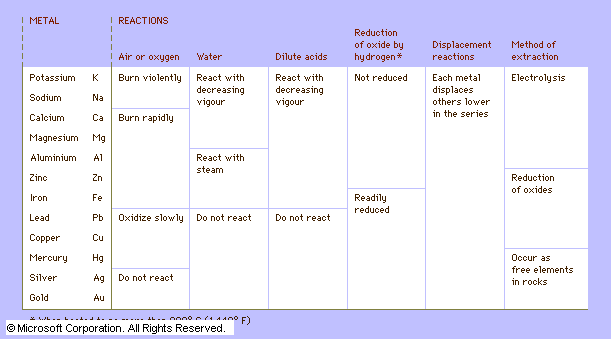 METAL REACTIONS
Air or oxygen
Water
Dilute acids
Reduction
of oxide by
hydrogen*
Displacement
reactions
Method of
extraction
Potassium K
Sodium Na
Calcium Ca
Magnesium Mg
Aluminium Al
Zinc Zn
Iron Fe
Lead Pb
Copper Cu
Mercury Hg
Silver Ag
Gold Au
Burn violently
Burn rapidly
Oxidize slowly
Do not react
React with
decreasing
vigour
React with
steam
Do not react
React with
decreasing
vigour
Do not react
Not reduced
Readily
reduced
Each metal
displaces
others lower
in the series
Electrolysis
Reduction
of oxides
Occur as
free elements
in rocks
* When heated to no more than
© Microsoft Corporation. All Rights Reserved.